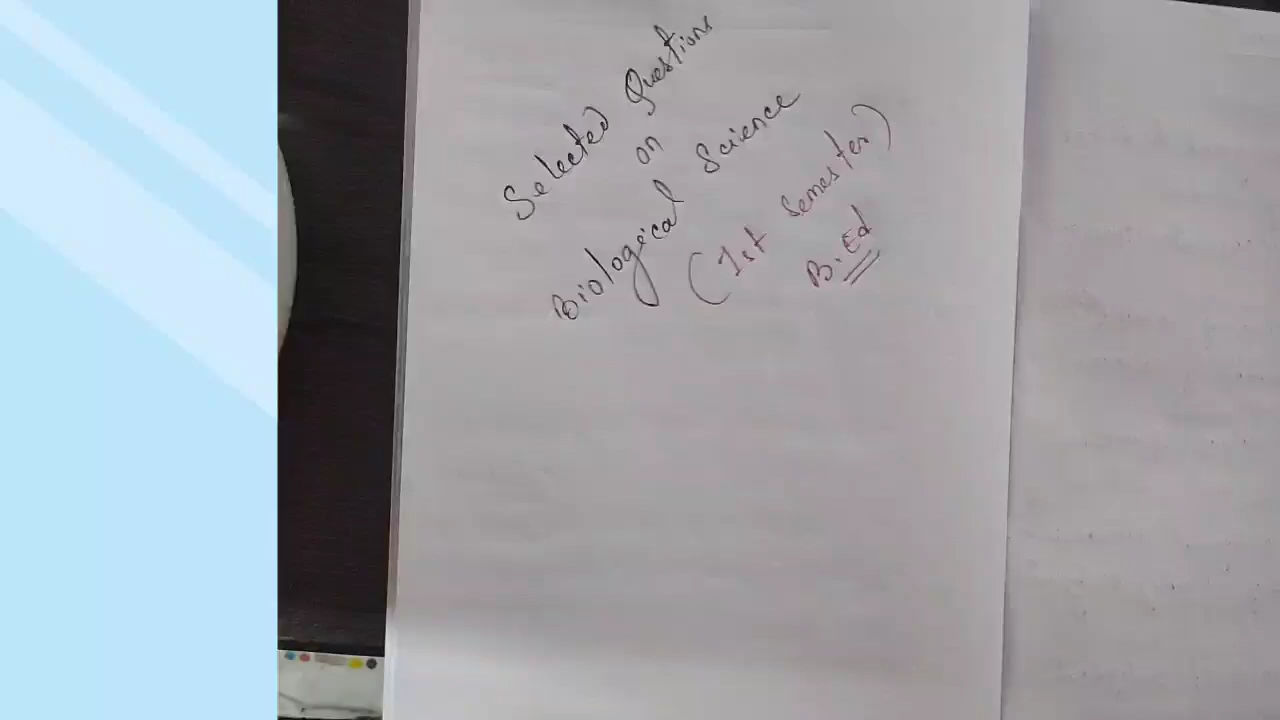 Selected Questions
on
Biological Science
(1st Semester)
B.Ed